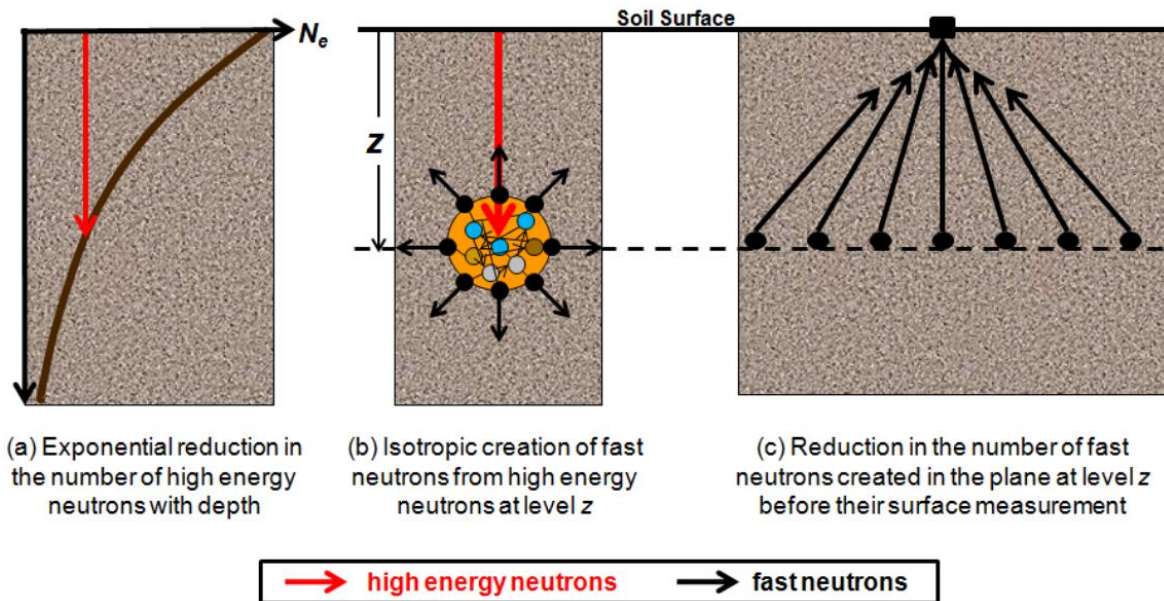 Soil Surface
Nₑ
z
(a) Exponential reduction in
the number of high energy
neutrons with depth
(b) Isotropic creation of fast
neutrons from high energy
neutrons at level z
(c) Reduction in the number of fast
neutrons created in the plane at level z
before their surface measurement
high energy neutrons
fast neutrons